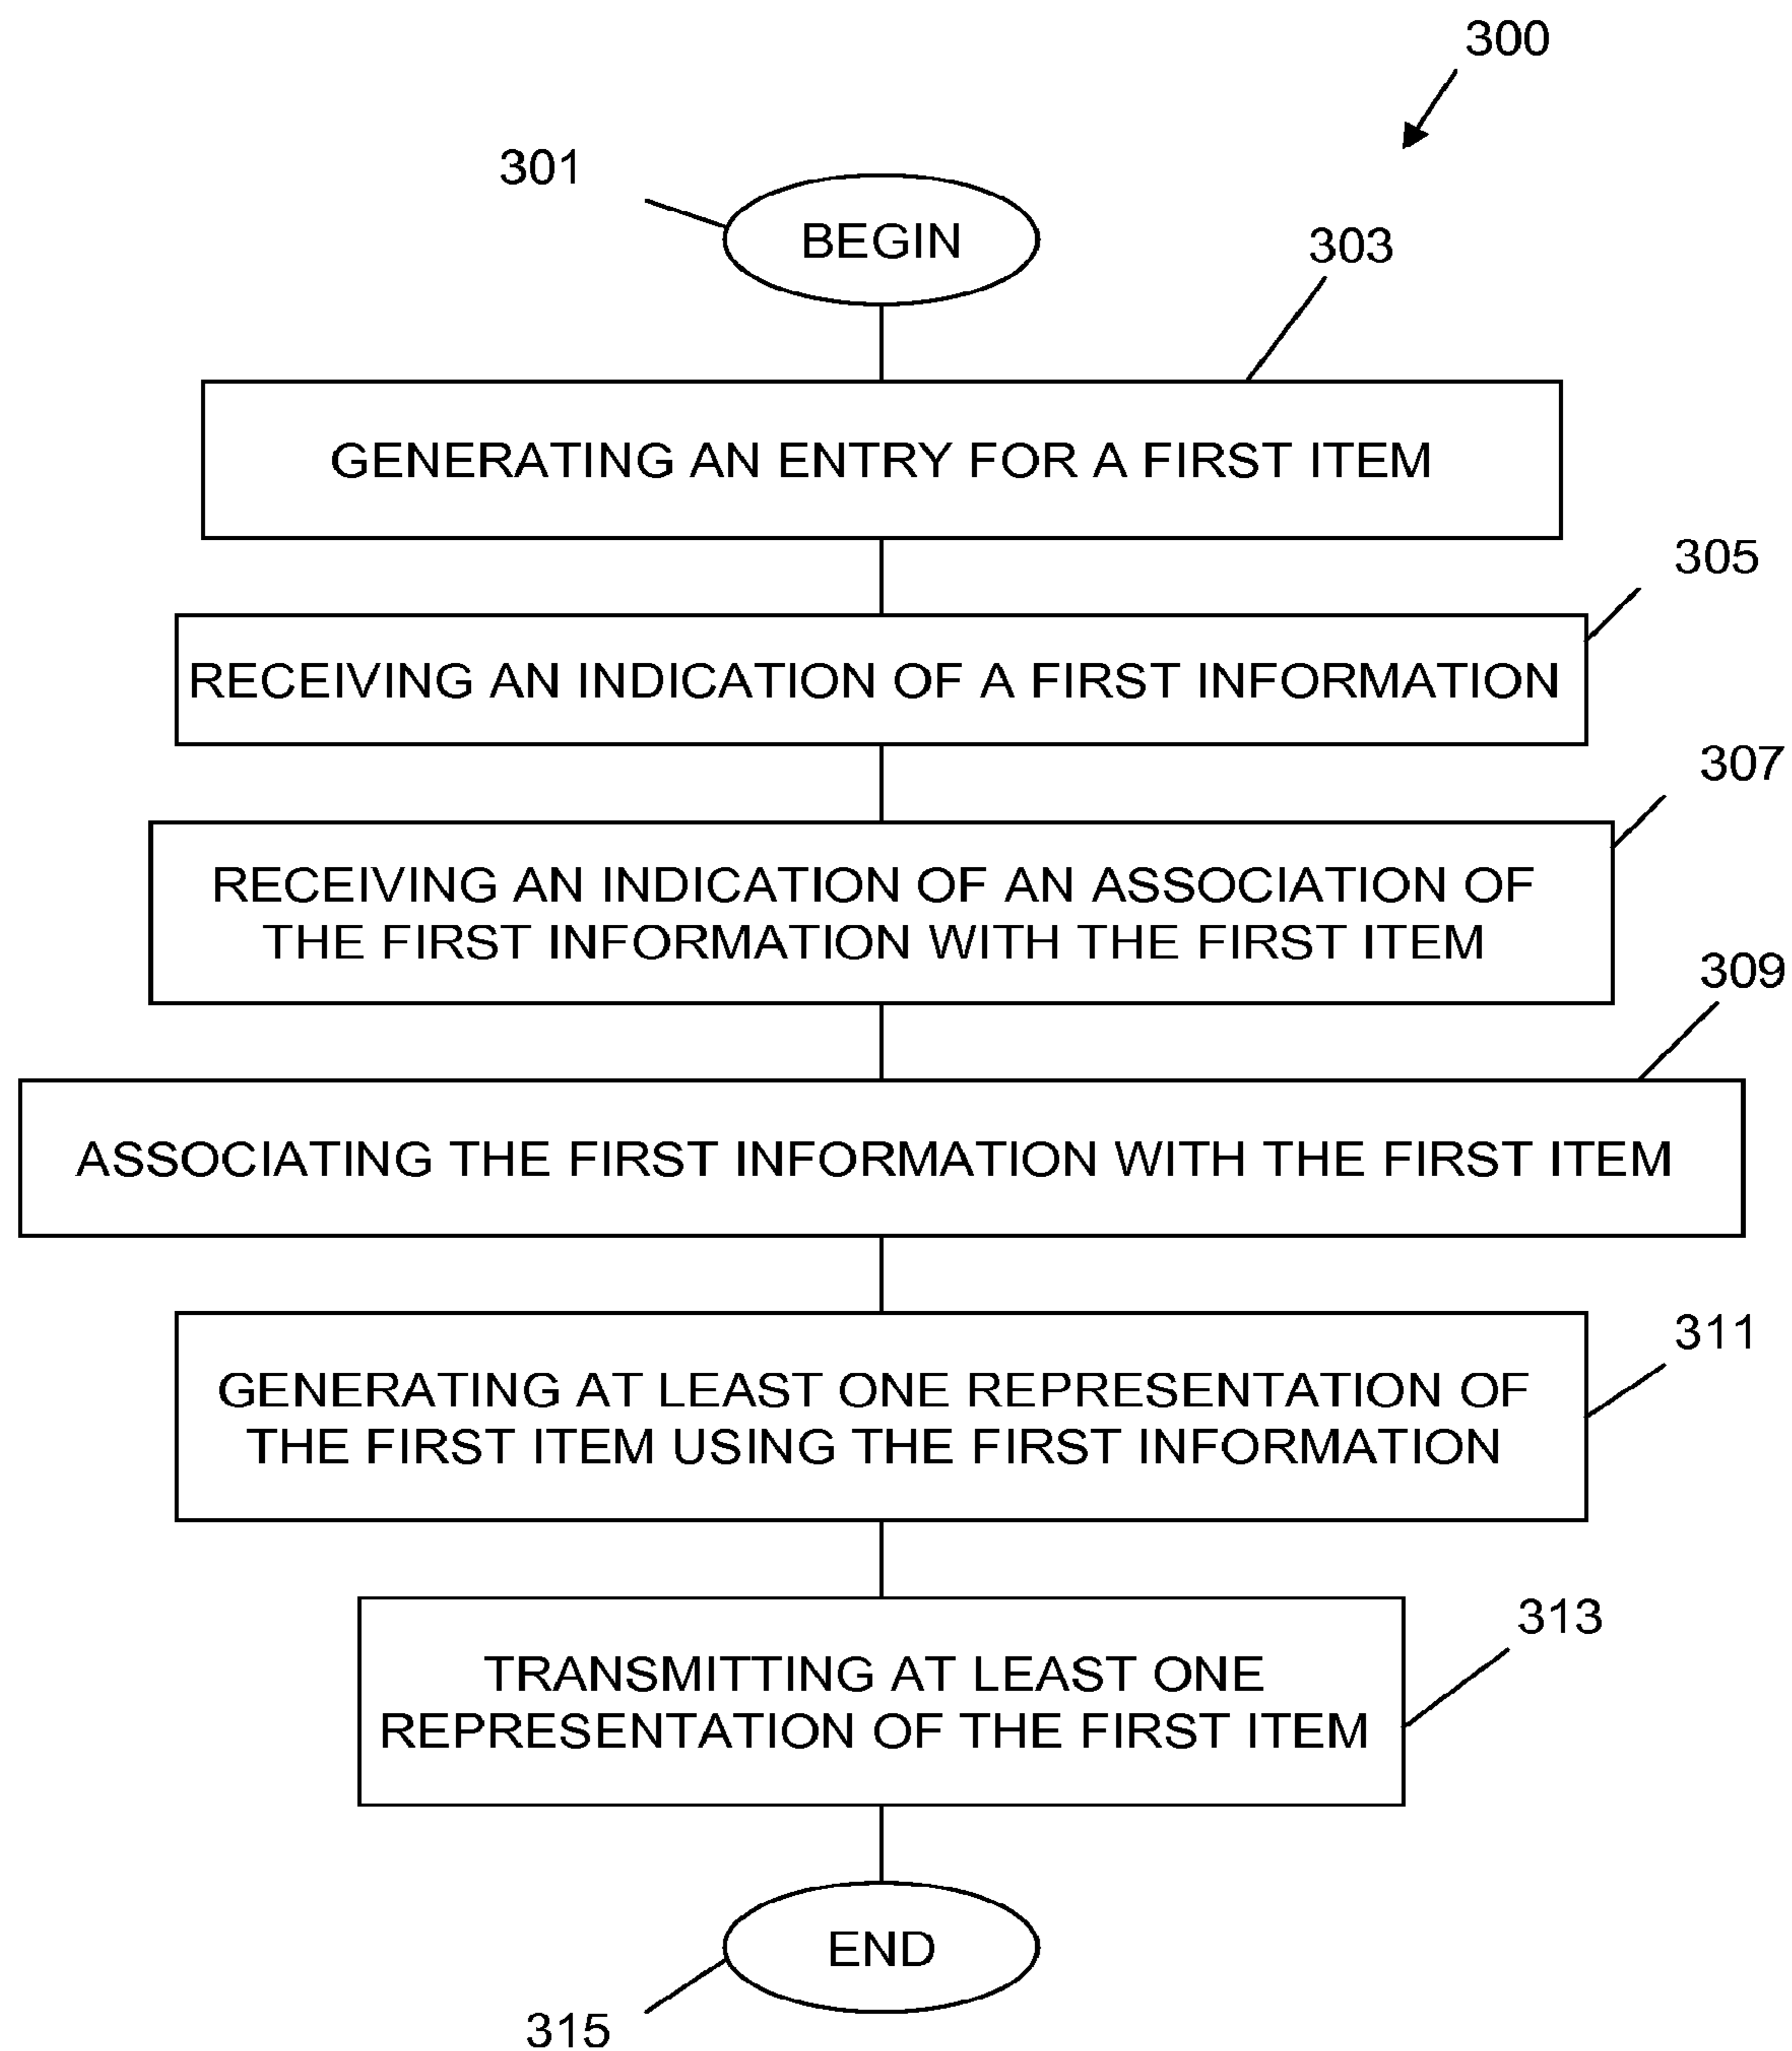 300
301
BEGIN
303
GENERATING AN ENTRY FOR A FIRST ITEM
305
RECEIVING AN INDICATION OF A FIRST INFORMATION
307
RECEIVING AN INDICATION OF AN ASSOCIATION OF
THE FIRST INFORMATION WITH THE FIRST ITEM
309
ASSOCIATING THE FIRST INFORMATION WITH THE FIRST ITEM
311
GENERATING AT LEAST ONE REPRESENTATION OF
THE FIRST ITEM USING THE FIRST INFORMATION
313
TRANSMITTING AT LEAST ONE
REPRESENTATION OF THE FIRST ITEM
END
315